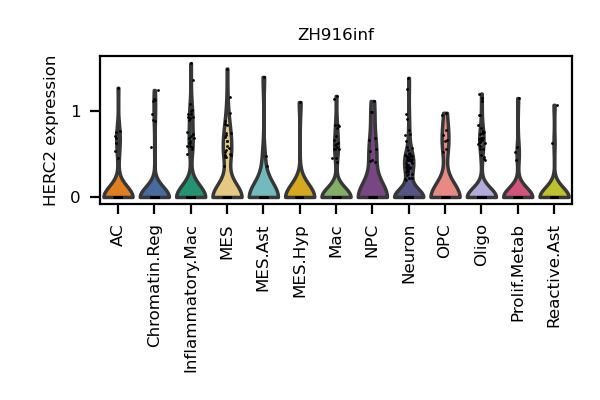 ZH916inf
HERC2 expression
1
0
AC
Chromatin.Reg
Inflammatory.Mac
MES
MES.Ast
MES.Hyp
Mac
NPC
Neuron
OPC
Oligo
Prolif.Metab
Reactive.Ast